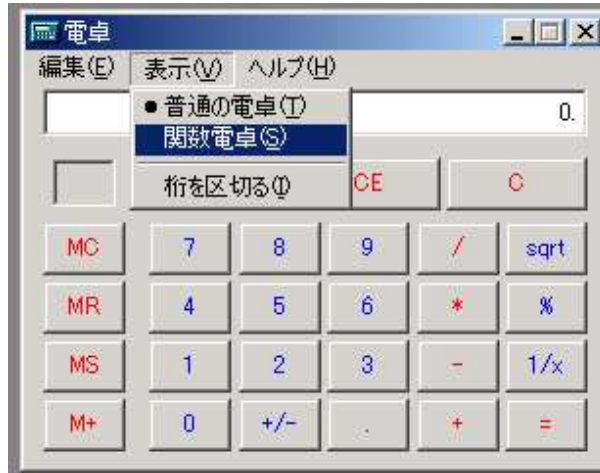 電卓
編集(E) 表示(V) ヘルプ(H)
● 普通の電卓(T)
0.
関数電卓(S)
桁を区切る(I)
CE C
MC 7 8 9 / sqrt
MR 4 5 6 * %
MS 1 2 3 - 1/x
M+ 0 +/- . + =